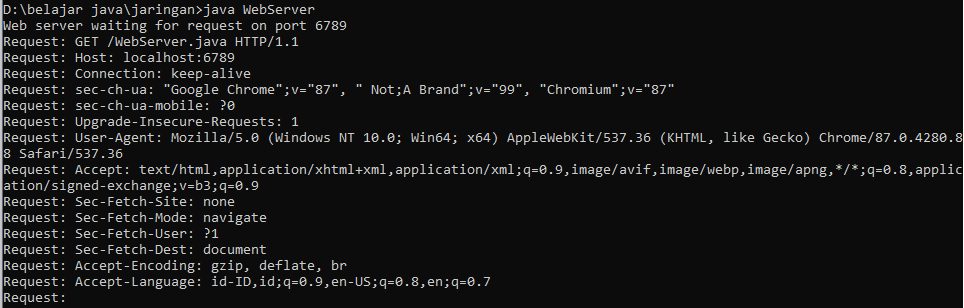 D:\belajar java\jaringan>java WebServer
Web server waiting for request on port 6789
Request: GET /WebServer.java HTTP/1.1
Request: Host: localhost:6789
Request: Connection: keep-alive
Request: sec-ch-ua: "Google Chrome";v="87", " Not;A Brand";v="99", "Chromium";v="87"
Request: sec-ch-ua-mobile: ?0
Request: Upgrade-Insecure-Requests: 1
Request: User-Agent: Mozilla/5.0 (Windows NT 10.0; Win64; x64) AppleWebKit/537.36 (KHTML, like Gecko) Chrome/87.0.4280.8
8 Safari/537.36
Request: Accept: text/html,application/xhtml+xml,application/xml;q=0.9,image/avif,image/webp,image/apng,*/*;q=0.8,applic
ation/signed-exchange;v=b3;q=0.9
Request: Sec-Fetch-Site: none
Request: Sec-Fetch-Mode: navigate
Request: Sec-Fetch-User: ?1
Request: Sec-Fetch-Dest: document
Request: Accept-Encoding: gzip, deflate, br
Request: Accept-Language: id-ID,id;q=0.9,en-US;q=0.8,en;q=0.7
Request: